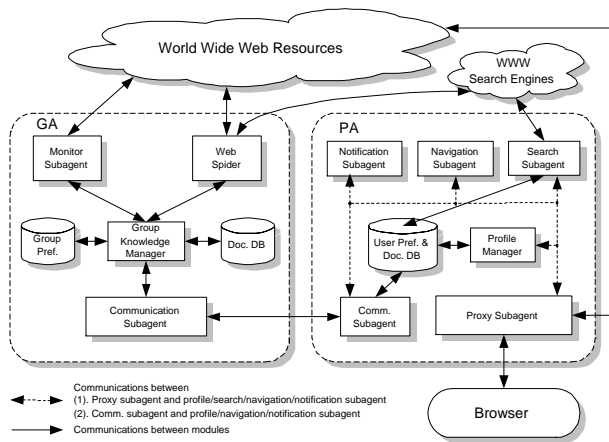 World Wide Web Resources
WWW
Search Engines
GA
PA
Monitor
Subagent
Web
Spider
Notification
Subagent
Navigation
Subagent
Search
Subagent
Group
Pref.
Group
Knowledge
Manager
Doc. DB
User Pref. &
Doc. DB
Profile
Manager
Communication
Subagent
Comm.
Subagent
Proxy Subagent
Communications between
(1). Proxy subagent and profile/search/navigation/notification subagent
(2). Comm. subagent and profile/navigation/notification subagent
Communications between modules
Browser